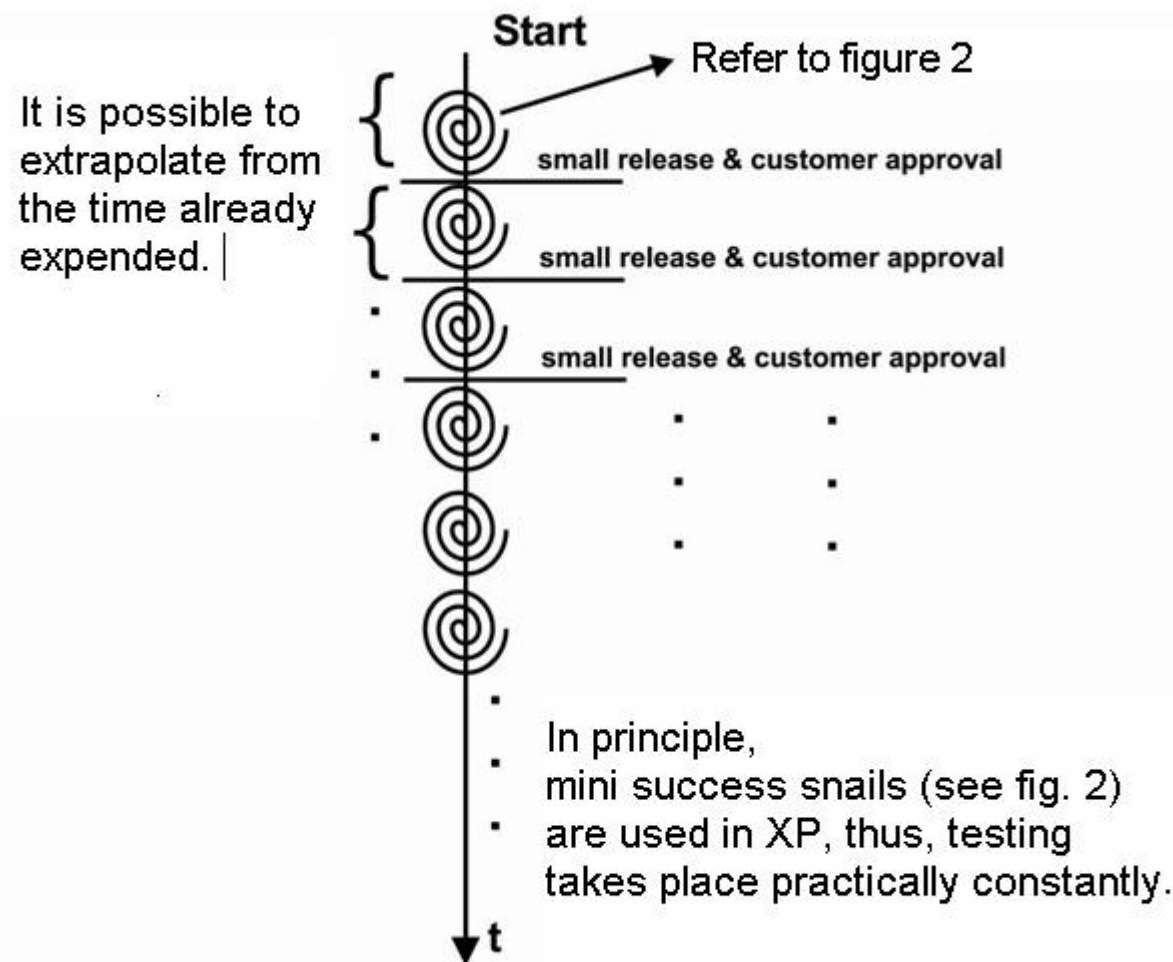 Start
Refer to figure 2
It is possible to
extrapolate from
the time already
expended.
small release & customer approval
small release & customer approval
small release & customer approval
In principle,
mini success snails (see fig. 2)
are used in XP, thus, testing
takes place practically constantly.
t